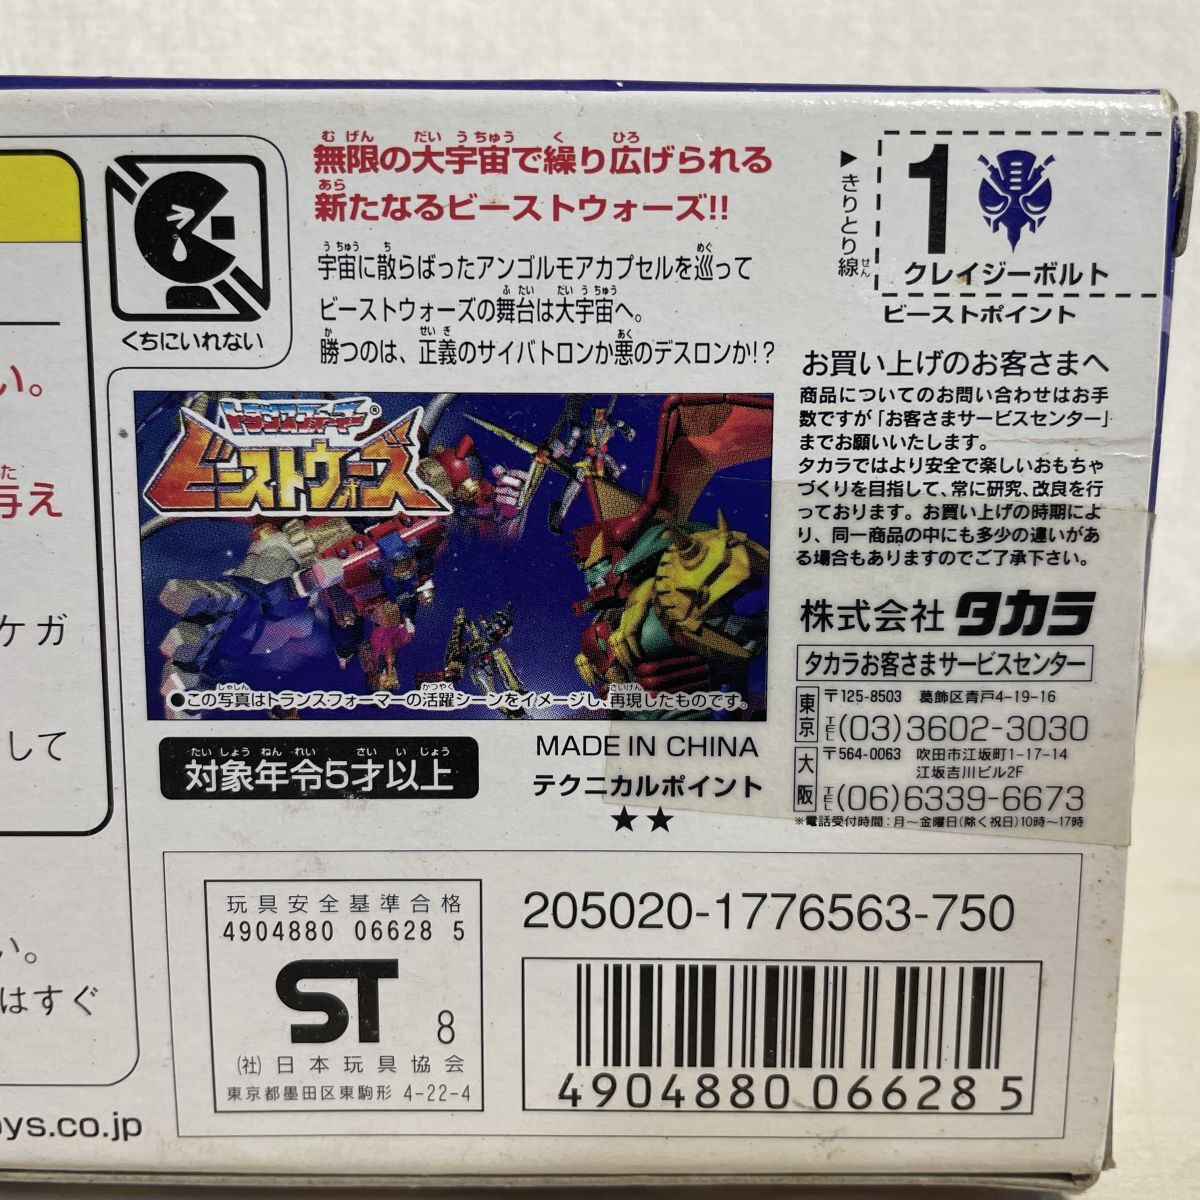 くちにいれない
い。
与え
ケガ
して
い。
はすぐ
oys.co.jp
無限の大宇宙で繰り広げられる
新たなるビーストウォーズ!!
宇宙に散らばったアンゴルモアカプセルを巡って
ビーストウォーズの舞台は大宇宙へ。
勝つのは、正義のサイバトロンか悪のデスロンか!?
トランスフォーマー®
ビーストウォーズ
●この写真はトランスフォーマーの活躍シーンをイメージし、再現したものです。
対象年令5才以上
MADE IN CHINA
テクニカルポイント
★★
▶きりとり線
1
クレイジーボルト
ビーストポイント
お買い上げのお客さまへ
商品についてのお問い合わせはお手
数ですが「お客さまサービスセンター」
までお願いいたします。
タカラではより安全で楽しいおもちゃ
づくりを目指して、常に研究、改良を行
っております。お買い上げの時期によ
り、同一商品の中にも多少の違いがあ
る場合もありますのでご了承下さい。
株式会社 タカラ
タカラお客さまサービスセンター
東京
〒125-8503 葛飾区青戸4-19-16
TEL(03)3602-3030
大阪
〒564-0063 吹田市江坂町1-17-14
江坂吉川ビル2F
TEL(06)6339-6673
※電話受付時間:月〜金曜日(除く祝日)10時〜17時
玩具安全基準合格
4904880 06628 5
ST
8
(社)日本玩具協会
東京都墨田区東駒形 4-22-4
205020-1776563-750
4904880066285